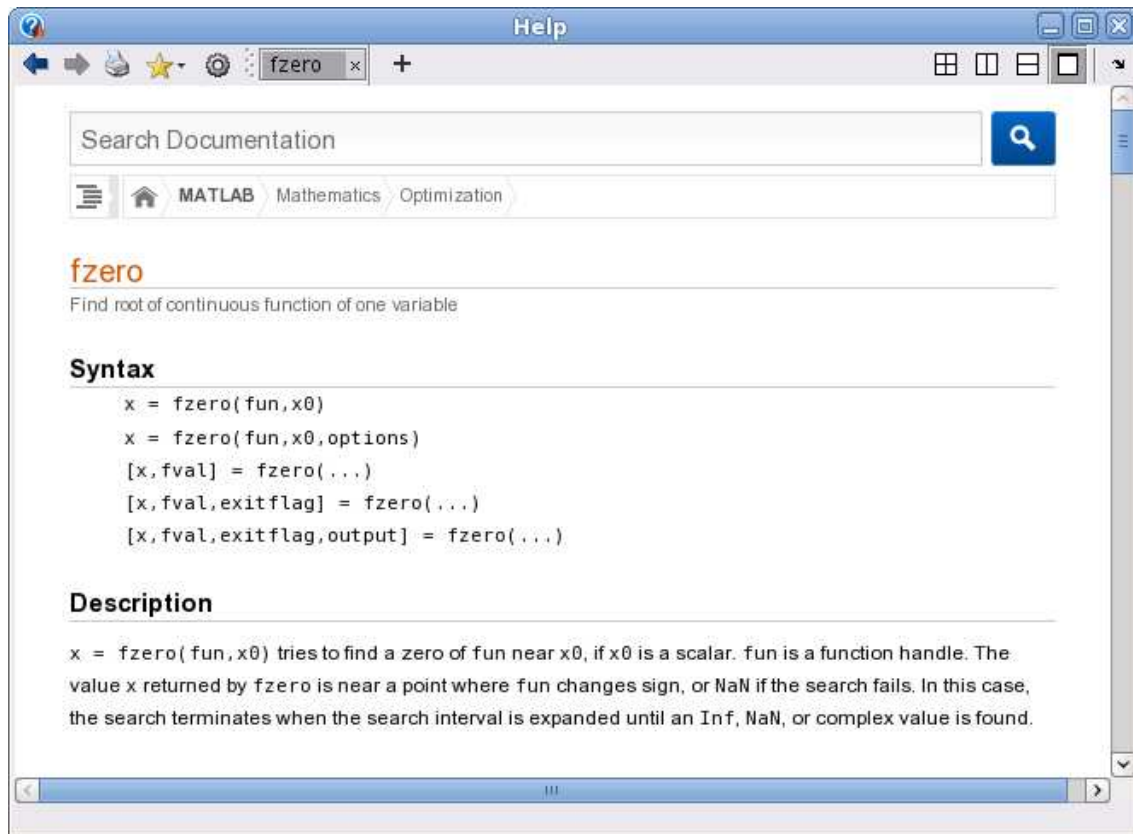 Help
fzero
Search Documentation
MATLAB Mathematics Optimization
fzero
Find root of continuous function of one variable
Syntax
x = fzero(fun,x0)
x = fzero(fun,x0,options)
[x,fval] = fzero(...)
[x,fval,exitflag] = fzero(...)
[x,fval,exitflag,output] = fzero(...)
Description
x = fzero(fun,x0) tries to find a zero of fun near x0, if x0 is a scalar. fun is a function handle. The
value x returned by fzero is near a point where fun changes sign, or NaN if the search fails. In this case,
the search terminates when the search interval is expanded until an Inf, NaN, or complex value is found.